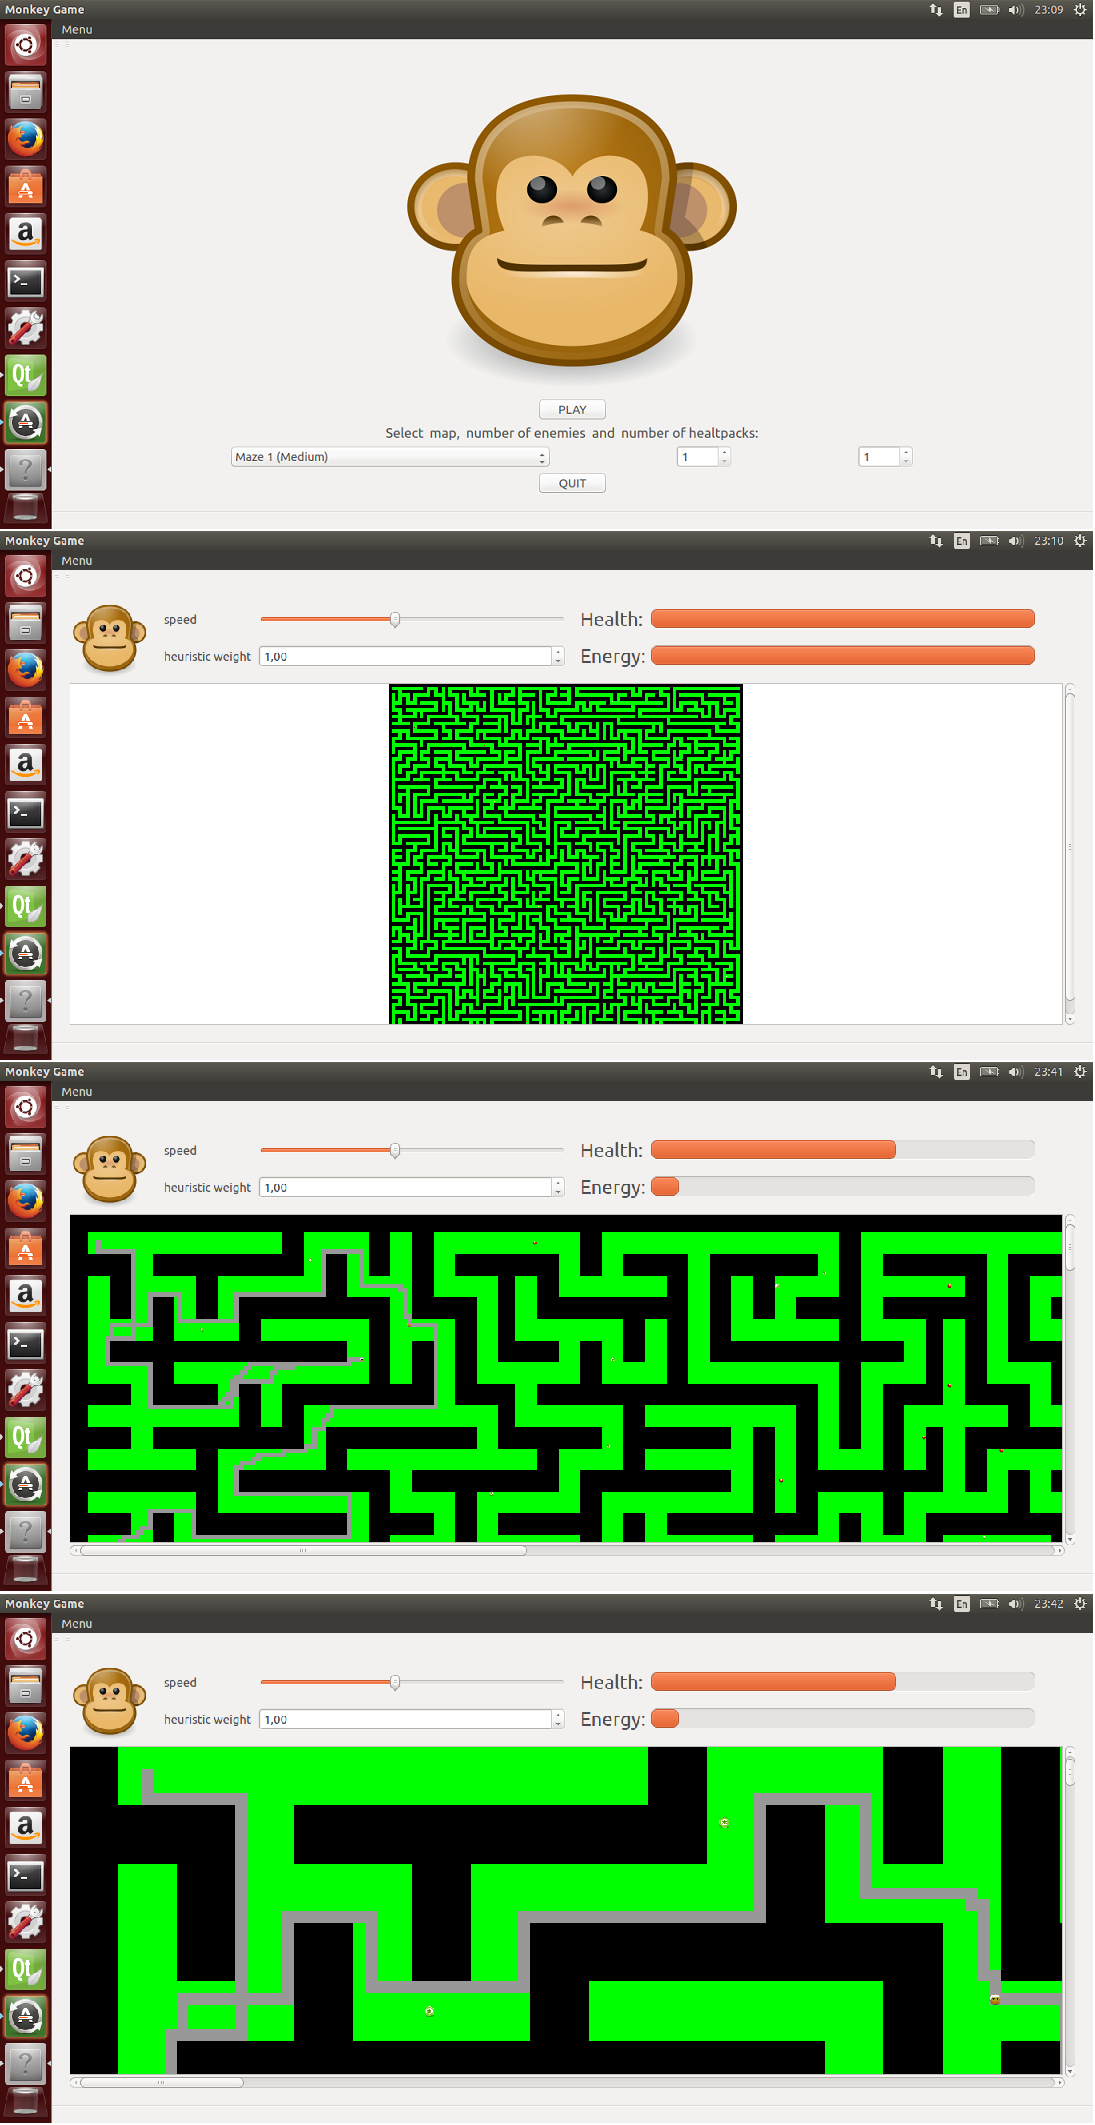 Monkey Game En 23:09
Menu
PLAY
Select map, number of enemies and number of healtpacks:
Maze 1 (Medium) 1 1
QUIT
Monkey Game En 23:10
Menu
speed Health:
heuristic weight 1,00 Energy:
Monkey Game En 23:41
Menu
speed Health:
heuristic weight 1,00 Energy:
Monkey Game En 23:42
Menu
speed Health:
heuristic weight 1,00 Energy: